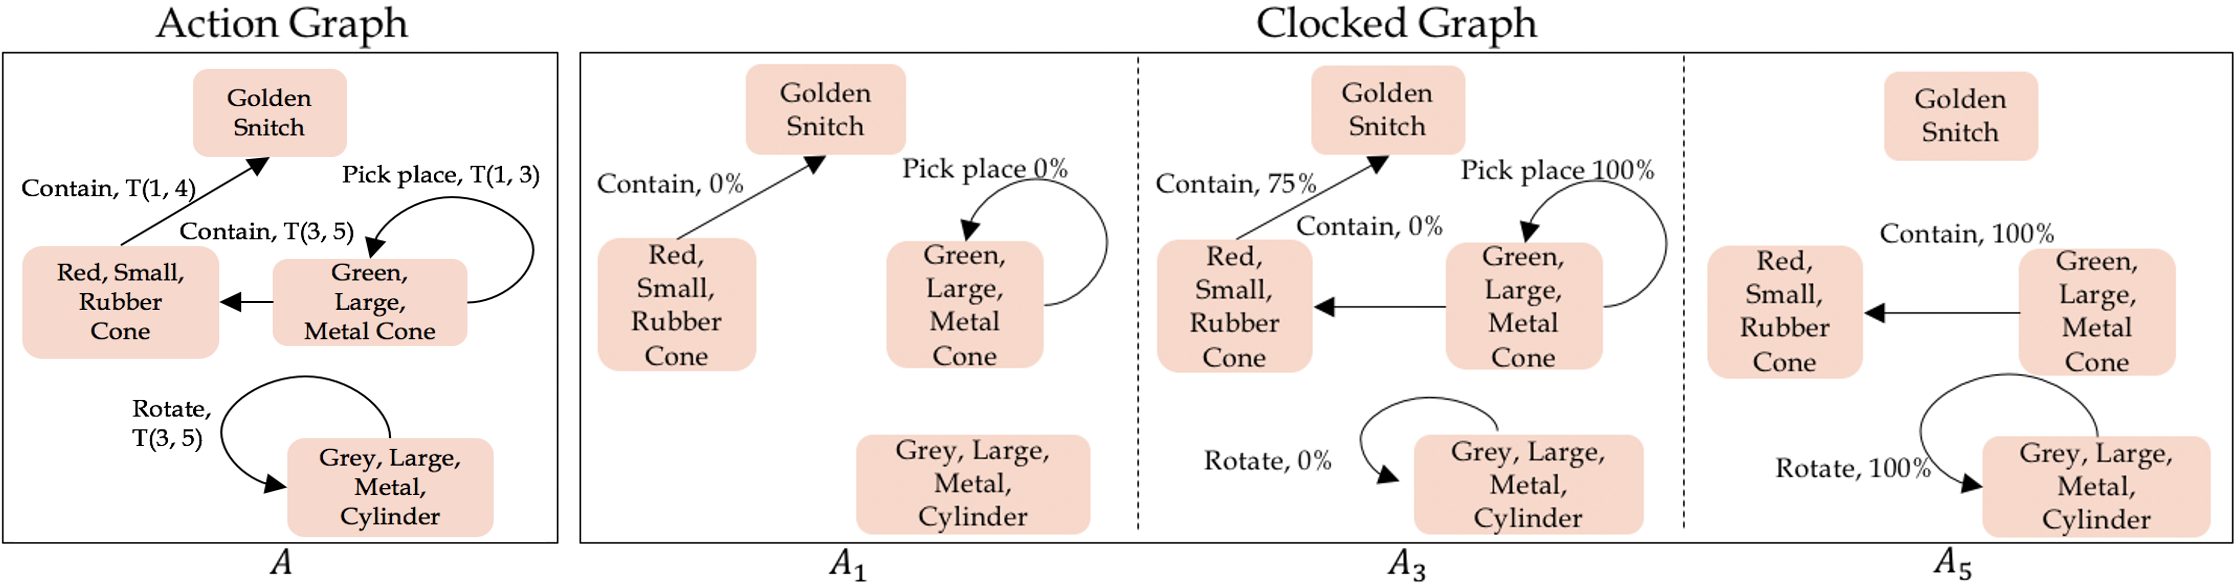 Action Graph
Golden
Snitch
Contain, T(1, 4)
Pick place, T(1, 3)
Contain, T(3, 5)
Red, Small,
Rubber
Cone
Green,
Large,
Metal Cone
Rotate,
T(3, 5)
Grey, Large,
Metal,
Cylinder
A
Clocked Graph
Golden
Snitch
Contain, 0%
Pick place 0%
Red,
Small,
Rubber
Cone
Green,
Large,
Metal
Cone
Grey, Large,
Metal,
Cylinder
A1
Golden
Snitch
Contain, 75%
Pick place 100%
Contain, 0%
Red,
Small,
Rubber
Cone
Green,
Large,
Metal
Cone
Rotate, 0%
Grey, Large,
Metal,
Cylinder
A3
Golden
Snitch
Contain, 100%
Red,
Small,
Rubber
Cone
Green,
Large,
Metal
Cone
Rotate, 100%
Grey, Large,
Metal,
Cylinder
A5